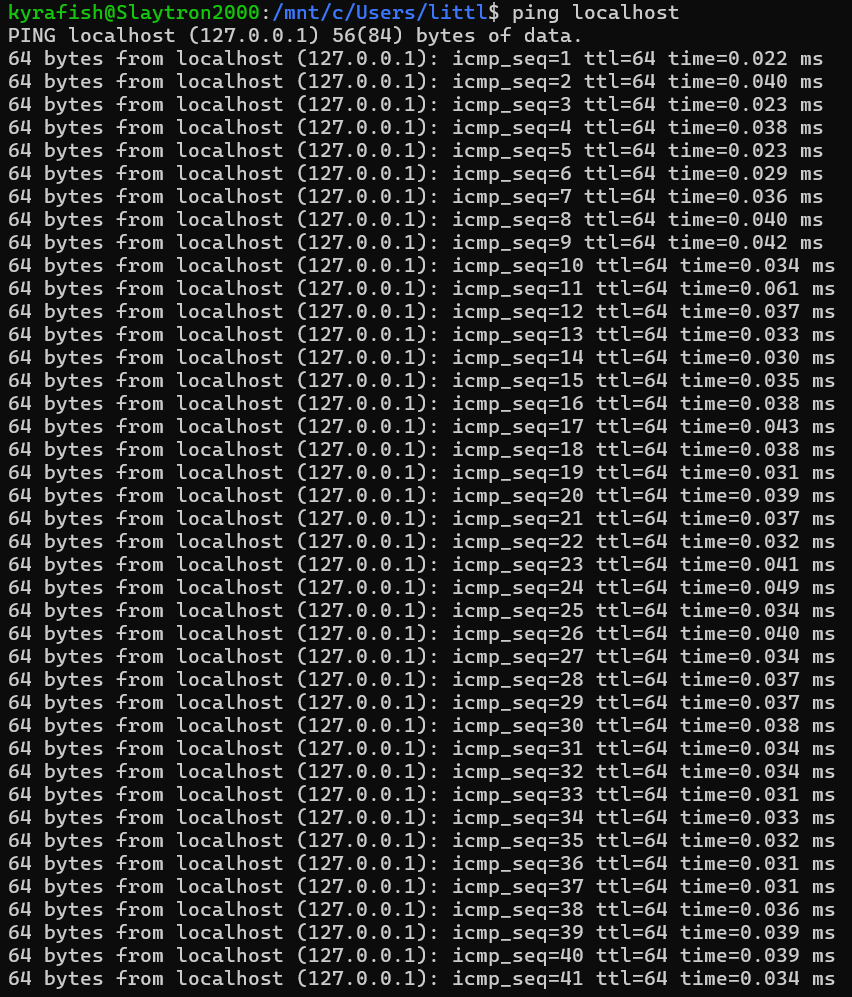 kyrafish@Slaytron2000:/mnt/c/Users/littl$ ping localhost
PING localhost (127.0.0.1) 56(84) bytes of data.
64 bytes from localhost (127.0.0.1): icmp_seq=1 ttl=64 time=0.022 ms
64 bytes from localhost (127.0.0.1): icmp_seq=2 ttl=64 time=0.040 ms
64 bytes from localhost (127.0.0.1): icmp_seq=3 ttl=64 time=0.023 ms
64 bytes from localhost (127.0.0.1): icmp_seq=4 ttl=64 time=0.038 ms
64 bytes from localhost (127.0.0.1): icmp_seq=5 ttl=64 time=0.023 ms
64 bytes from localhost (127.0.0.1): icmp_seq=6 ttl=64 time=0.029 ms
64 bytes from localhost (127.0.0.1): icmp_seq=7 ttl=64 time=0.036 ms
64 bytes from localhost (127.0.0.1): icmp_seq=8 ttl=64 time=0.040 ms
64 bytes from localhost (127.0.0.1): icmp_seq=9 ttl=64 time=0.042 ms
64 bytes from localhost (127.0.0.1): icmp_seq=10 ttl=64 time=0.034 ms
64 bytes from localhost (127.0.0.1): icmp_seq=11 ttl=64 time=0.061 ms
64 bytes from localhost (127.0.0.1): icmp_seq=12 ttl=64 time=0.037 ms
64 bytes from localhost (127.0.0.1): icmp_seq=13 ttl=64 time=0.033 ms
64 bytes from localhost (127.0.0.1): icmp_seq=14 ttl=64 time=0.030 ms
64 bytes from localhost (127.0.0.1): icmp_seq=15 ttl=64 time=0.035 ms
64 bytes from localhost (127.0.0.1): icmp_seq=16 ttl=64 time=0.038 ms
64 bytes from localhost (127.0.0.1): icmp_seq=17 ttl=64 time=0.043 ms
64 bytes from localhost (127.0.0.1): icmp_seq=18 ttl=64 time=0.038 ms
64 bytes from localhost (127.0.0.1): icmp_seq=19 ttl=64 time=0.031 ms
64 bytes from localhost (127.0.0.1): icmp_seq=20 ttl=64 time=0.039 ms
64 bytes from localhost (127.0.0.1): icmp_seq=21 ttl=64 time=0.037 ms
64 bytes from localhost (127.0.0.1): icmp_seq=22 ttl=64 time=0.032 ms
64 bytes from localhost (127.0.0.1): icmp_seq=23 ttl=64 time=0.041 ms
64 bytes from localhost (127.0.0.1): icmp_seq=24 ttl=64 time=0.049 ms
64 bytes from localhost (127.0.0.1): icmp_seq=25 ttl=64 time=0.034 ms
64 bytes from localhost (127.0.0.1): icmp_seq=26 ttl=64 time=0.040 ms
64 bytes from localhost (127.0.0.1): icmp_seq=27 ttl=64 time=0.034 ms
64 bytes from localhost (127.0.0.1): icmp_seq=28 ttl=64 time=0.037 ms
64 bytes from localhost (127.0.0.1): icmp_seq=29 ttl=64 time=0.037 ms
64 bytes from localhost (127.0.0.1): icmp_seq=30 ttl=64 time=0.038 ms
64 bytes from localhost (127.0.0.1): icmp_seq=31 ttl=64 time=0.034 ms
64 bytes from localhost (127.0.0.1): icmp_seq=32 ttl=64 time=0.034 ms
64 bytes from localhost (127.0.0.1): icmp_seq=33 ttl=64 time=0.031 ms
64 bytes from localhost (127.0.0.1): icmp_seq=34 ttl=64 time=0.033 ms
64 bytes from localhost (127.0.0.1): icmp_seq=35 ttl=64 time=0.032 ms
64 bytes from localhost (127.0.0.1): icmp_seq=36 ttl=64 time=0.031 ms
64 bytes from localhost (127.0.0.1): icmp_seq=37 ttl=64 time=0.031 ms
64 bytes from localhost (127.0.0.1): icmp_seq=38 ttl=64 time=0.036 ms
64 bytes from localhost (127.0.0.1): icmp_seq=39 ttl=64 time=0.039 ms
64 bytes from localhost (127.0.0.1): icmp_seq=40 ttl=64 time=0.039 ms
64 bytes from localhost (127.0.0.1): icmp_seq=41 ttl=64 time=0.034 ms